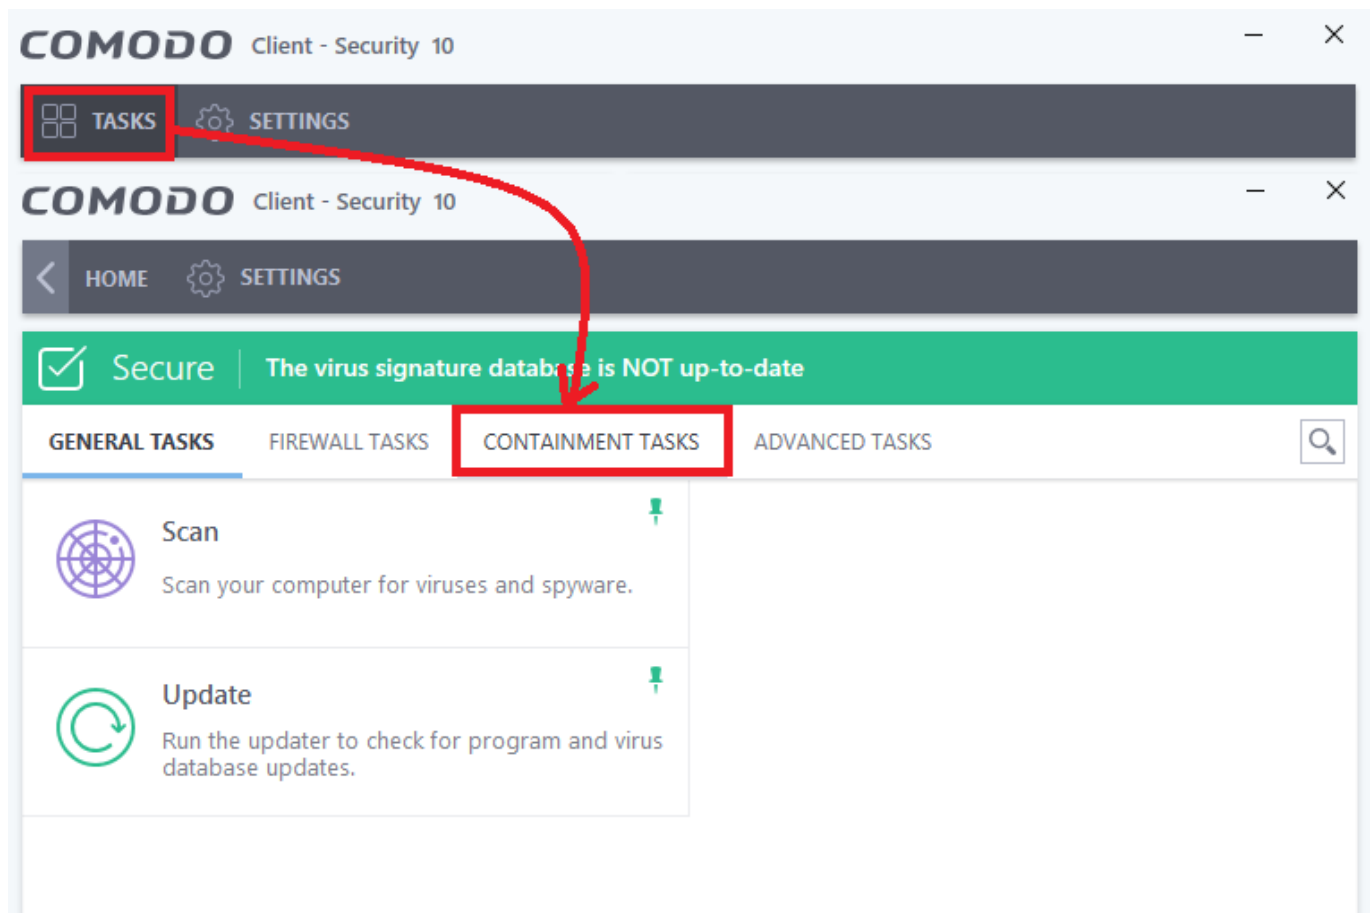 COMODO Client - Security 10
TASKS SETTINGS
COMODO Client - Security 10
HOME SETTINGS
Secure The virus signature database is NOT up-to-date
GENERAL TASKS FIREWALL TASKS CONTAINMENT TASKS ADVANCED TASKS
Scan
Scan your computer for viruses and spyware.
Update
Run the updater to check for program and virus
database updates.